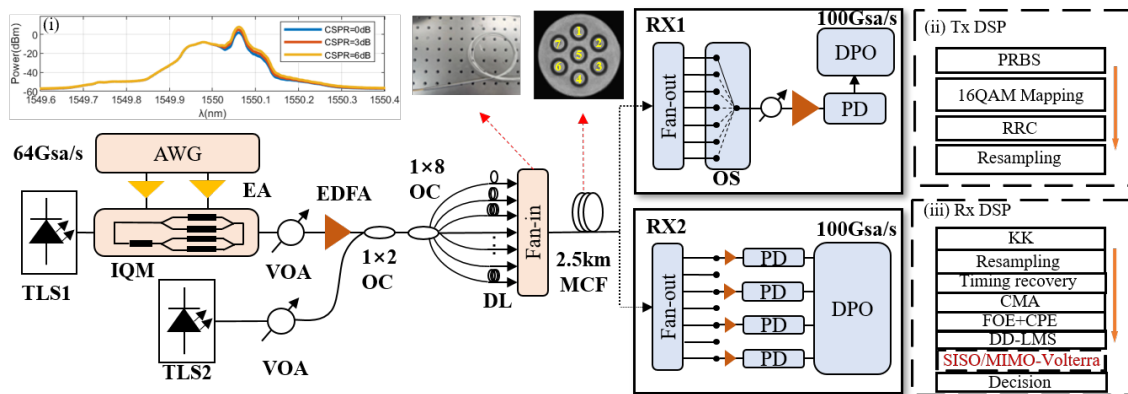 (i)
CSPR=0dB
CSPR=3dB
CSPR=6dB
Power(dBm)
0
-20
-40
-60
1549.6
1549.7
1549.8
1549.9
1550
1550.1
1550.2
1550.3
1550.4
λ(nm)
1
2
3
4
5
6
7
64Gsa/s
AWG
EA
IQM
TLS1
VOA
EDFA
1×2
OC
TLS2
VOA
1×8
OC
DL
Fan-in
2.5km
MCF
RX1
100Gsa/s
Fan-out
OS
DPO
PD
RX2
100Gsa/s
Fan-out
PD
PD
PD
PD
DPO
(ii) Tx DSP
PRBS
16QAM Mapping
RRC
Resampling
(iii) Rx DSP
KK
Resampling
Timing recovery
CMA
FOE+CPE
DD-LMS
SISO/MIMO-Volterra
Decision